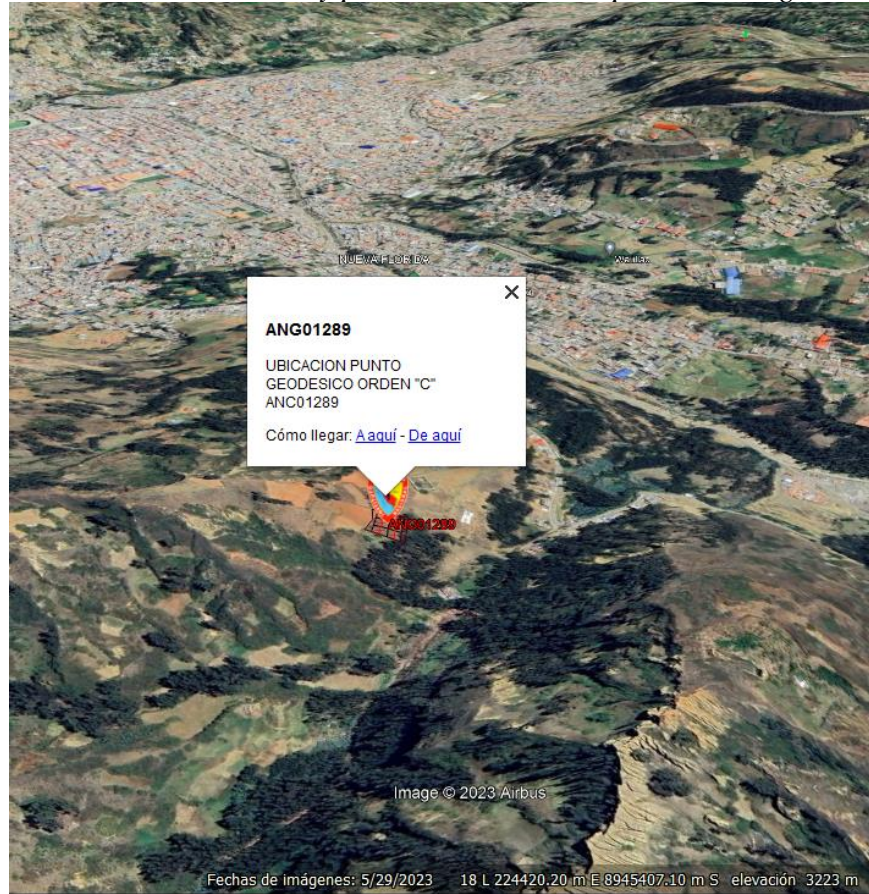 NUEVA FLORIDA
ANG01289
UBICACION PUNTO
GEODESICO ORDEN "C"
ANC01289
Cómo llegar: A aquí - De aquí
ANG01289
Image © 2023 Airbus
Fechas de imágenes: 5/29/2023 18 L 224420.20 m E 8945407.10 m S elevación 3223 m